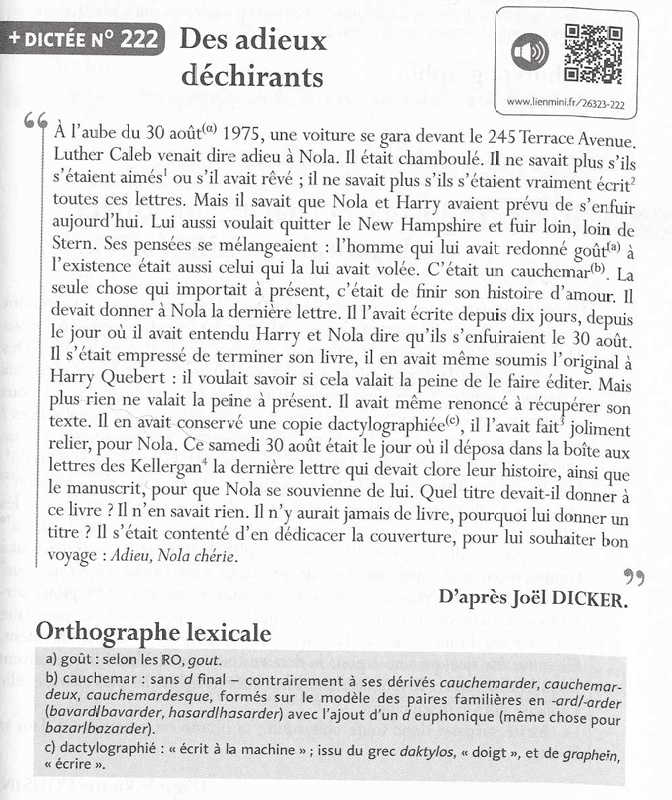 + DICTÉE N° 222
Des adieux
déchirants
www.lienmini.fr/26323-222
“ À l’aube du 30 août(a) 1975, une voiture se gara devant le 245 Terrace Avenue.
Luther Caleb venait dire adieu à Nola. Il était chamboulé. Il ne savait plus s’ils
s’étaient aimés¹ ou s’il avait rêvé ; il ne savait plus s’ils s’étaient vraiment écrit²
toutes ces lettres. Mais il savait que Nola et Harry avaient prévu de s’enfuir
aujourd’hui. Lui aussi voulait quitter le New Hampshire et fuir loin, loin de
Stern. Ses pensées se mélangeaient : l’homme qui lui avait redonné goût(a) à
l’existence était aussi celui qui la lui avait volée. C’était un cauchemar(b). La
seule chose qui importait à présent, c’était de finir son histoire d’amour. Il
devait donner à Nola la dernière lettre. Il l’avait écrite depuis dix jours, depuis
le jour où il avait entendu Harry et Nola dire qu’ils s’enfuiraient le 30 août.
Il s’était empressé de terminer son livre, il en avait même soumis l’original à
Harry Quebert : il voulait savoir si cela valait la peine de le faire éditer. Mais
plus rien ne valait la peine à présent. Il avait même renoncé à récupérer son
texte. Il en avait conservé une copie dactylographiée(c), il l’avait fait³ joliment
relier, pour Nola. Ce samedi 30 août était le jour où il déposa dans la boîte aux
lettres des Kellergan⁴ la dernière lettre qui devait clore leur histoire, ainsi que
le manuscrit, pour que Nola se souvienne de lui. Quel titre devait-il donner à
ce livre ? Il n’en savait rien. Il n’y aurait jamais de livre, pourquoi lui donner un
titre ? Il s’était contenté d’en dédicacer la couverture, pour lui souhaiter bon
voyage : Adieu, Nola chérie.
”
D’après Joël DICKER.
Orthographe lexicale
a) goût : selon les RO, gout.
b) cauchemar : sans d final – contrairement à ses dérivés cauchemarder, cauchemar-
deux, cauchemardesque, formés sur le modèle des paires familières en -ard/-arder
(bavard/bavarder, hasard/hasarder) avec l’ajout d’un d euphonique (même chose pour
bazar/bazarder).
c) dactylographié : « écrit à la machine » ; issu du grec daktylos, « doigt », et de graphein,
« écrire ».